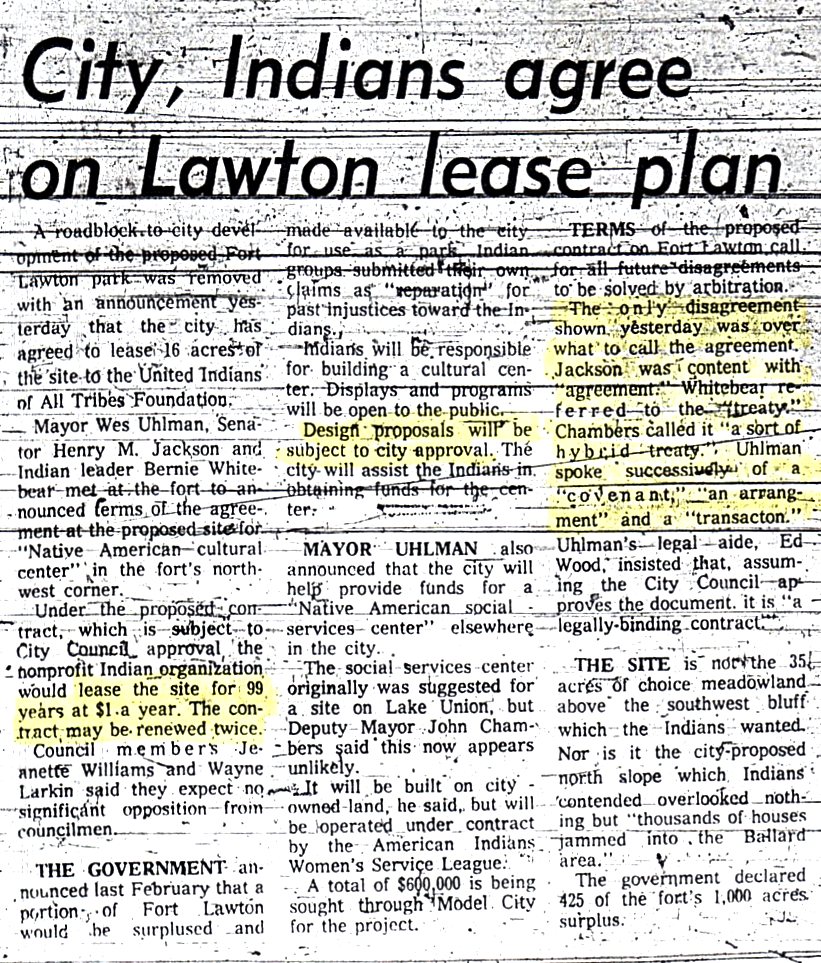 City, Indians agree
on Lawton lease plan
A roadblock to city devel-
opment of the proposed Fort
Lawton park was removed
with an announcement yes-
terday that the city has
agreed to lease 16 acres of
the site to the United Indians
of All Tribes Foundation.
Mayor Wes Uhlman, Sena-
tor Henry M. Jackson and
Indian leader Bernie White-
bear met at the fort to an-
nounced terms of the agree-
ment at the proposed site for
"Native American cultural
center" in the fort's north-
west corner.
Under the proposed con-
tract, which is subject to
City Council approval, the
nonprofit Indian organization
would lease the site for 99
years at $1 a year. The con-
tract may be renewed twice.
Council members Je-
anette Williams and Wayne
Larkin said they expect no
significant opposition from
councilmen.
THE GOVERNMENT an-
nounced last February that a
portion of Fort Lawton
would be surplused and
made available to the city
for use as a park. Indian
groups submitted their own
claims as "reparation" for
past injustices toward the In-
dians.
Indians will be responsible
for building a cultural cen-
ter. Displays and programs
will be open to the public.
Design proposals will be
subject to city approval. The
city will assist the Indians in
obtaining funds for the cen-
ter.
MAYOR UHLMAN also
announced that the city will
help provide funds for a
"Native American social
services center" elsewhere
in the city.
The social services center
originally was suggested for
a site on Lake Union, but
Deputy Mayor John Cham-
bers said this now appears
unlikely.
It will be built on city-
owned land, he said, but will
be operated under contract
by the American Indians
Women's Service League.
A total of $600,000 is being
sought through Model City
for the project.
TERMS of the proposed
contract on Fort Lawton call
for all future disagreements
to be solved by arbitration.
The only disagreement
shown yesterday was over
what to call the agreement.
Jackson was content with
"agreement." Whitebear re-
ferred to the "treaty."
Chambers called it "a sort of
hybrid treaty." Uhlman
spoke successively of a
"covenant," "an arrang-
ment" and a "transacton."
Uhlman's legal aide, Ed
Wood, insisted that, assum-
ing the City Council ap-
proves the document, it is "a
legally-binding contract."
THE SITE is not the 35
acres of choice meadowland
above the southwest bluff
which the Indians wanted.
Nor is it the city-proposed
north slope which Indians
contended overlooked noth-
ing but "thousands of houses
jammed into the Ballard
area."
The government declared
425 of the fort's 1,000 acres
surplus.